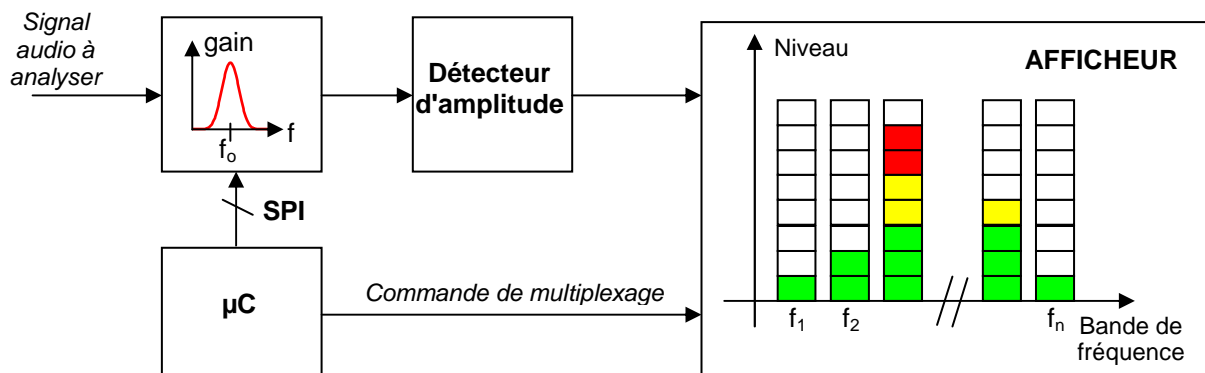 Signal
audio à
analyser
gain
fo
f
Détecteur
d'amplitude
Niveau
AFFICHEUR
SPI
µC
Commande de multiplexage
f1
f2
fn
Bande de
fréquence